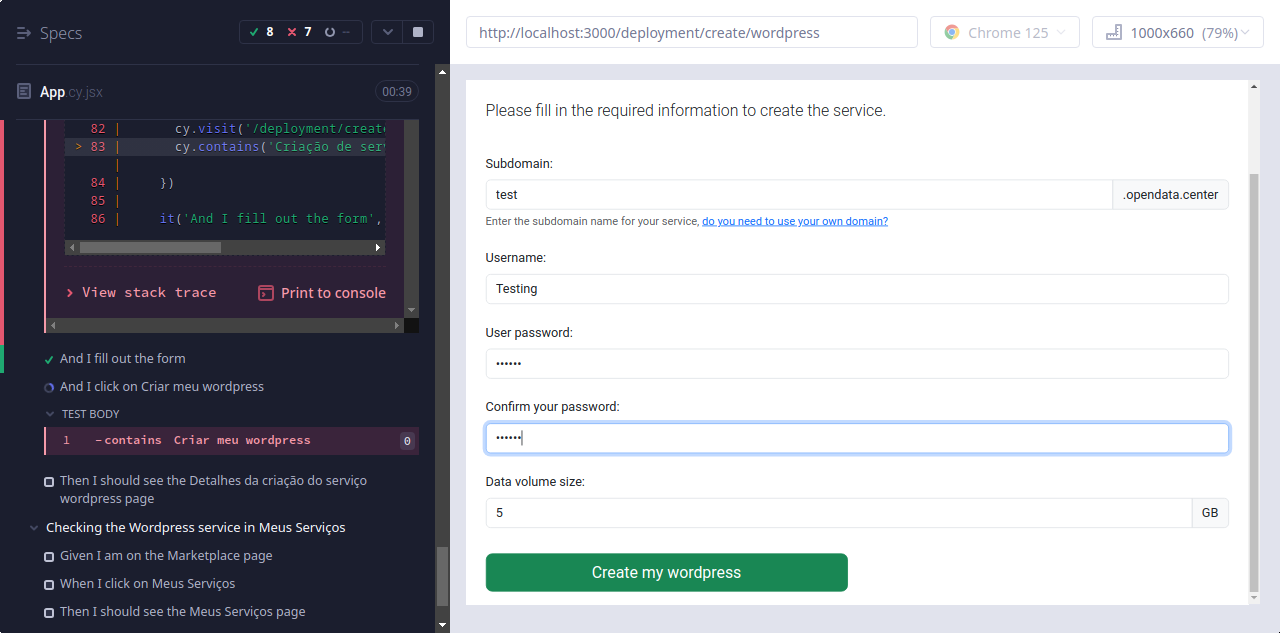 Specs
8 7 --
App.cy.jsx 00:39
82 | cy.visit('/deployment/create
> 83 | cy.contains('Criação de ser
|
84 | })
85 |
86 | it('And I fill out the form',
> View stack trace
Print to console
And I fill out the form
And I click on Criar meu wordpress
TEST BODY
1 -contains Criar meu wordpress 0
Then I should see the Detalhes da criação do serviço
wordpress page
Checking the Wordpress service in Meus Serviços
Given I am on the Marketplace page
When I click on Meus Serviços
Then I should see the Meus Serviços page
http://localhost:3000/deployment/create/wordpress
Chrome 125
1000x660 (79%)
Please fill in the required information to create the service.
Subdomain:
test .opendata.center
Enter the subdomain name for your service, do you need to use your own domain?
Username:
Testing
User password:
••••••
Confirm your password:
••••••
Data volume size:
5 GB
Create my wordpress